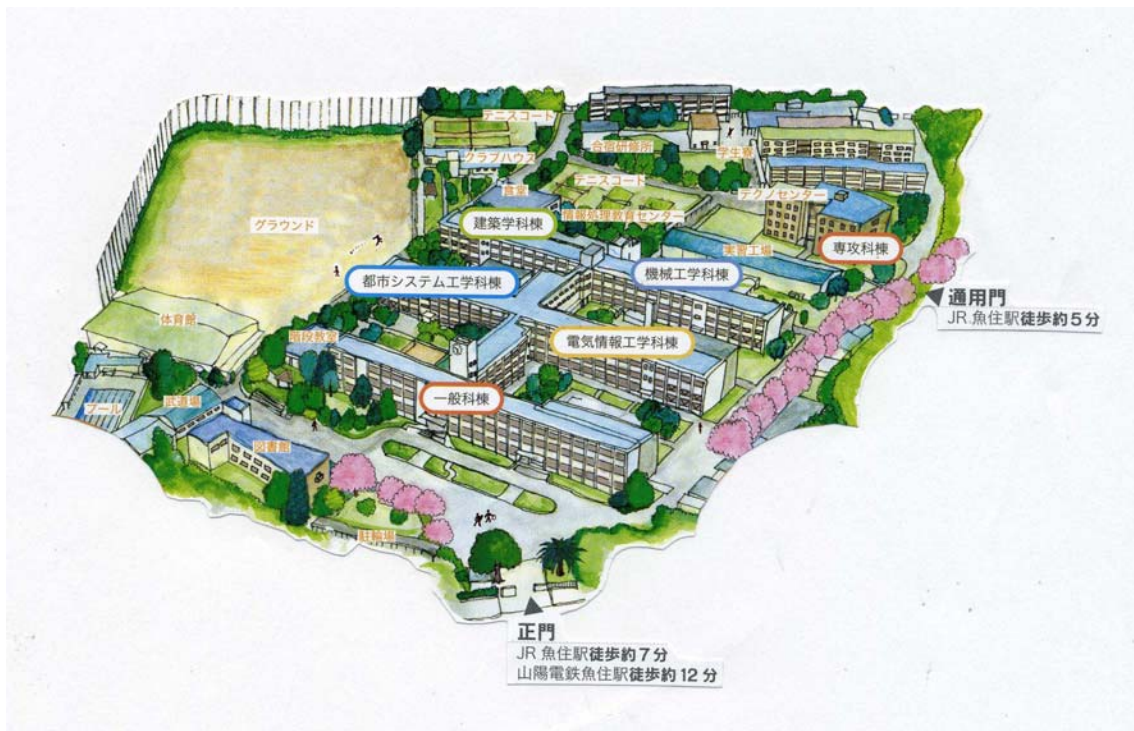 テニスコート
クラブハウス
合宿研修所
学生寮
テニスコート
食堂
テクノセンター
建築学科棟
情報処理教育センター
グラウンド
実習工場
専攻科棟
都市システム工学科棟
機械工学科棟
通用門
JR.魚住駅徒歩約5分
体育館
階段教室
電気情報工学科棟
一般科棟
プール
武道場
図書館
駐輪場
正門
JR 魚住駅徒歩約7分
山陽電鉄魚住駅徒歩約12分